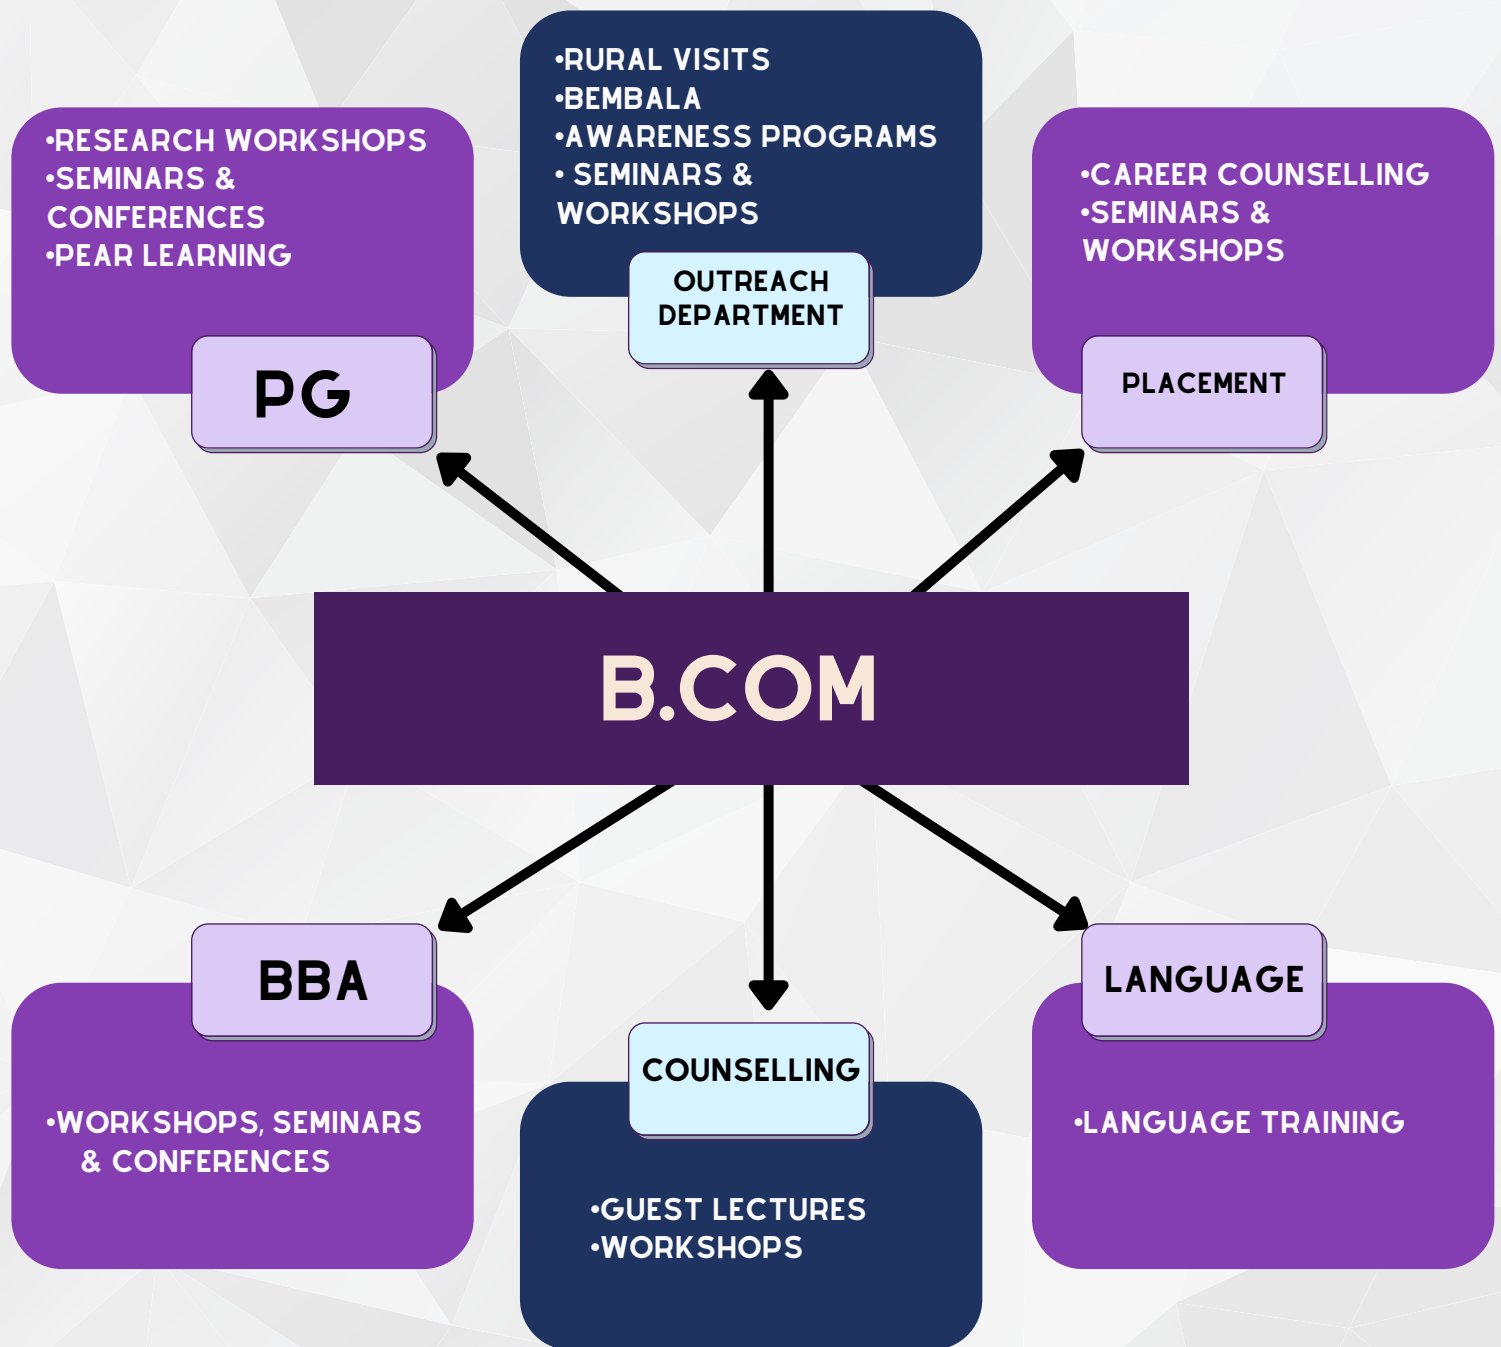 •RURAL VISITS
•BEMBALA
•AWARENESS PROGRAMS
• SEMINARS &
WORKSHOPS
OUTREACH
DEPARTMENT
•RESEARCH WORKSHOPS
•SEMINARS &
CONFERENCES
•PEAR LEARNING
PG
•CAREER COUNSELLING
•SEMINARS &
WORKSHOPS
PLACEMENT
B.COM
BBA
•WORKSHOPS, SEMINARS
& CONFERENCES
COUNSELLING
•GUEST LECTURES
•WORKSHOPS
LANGUAGE
•LANGUAGE TRAINING